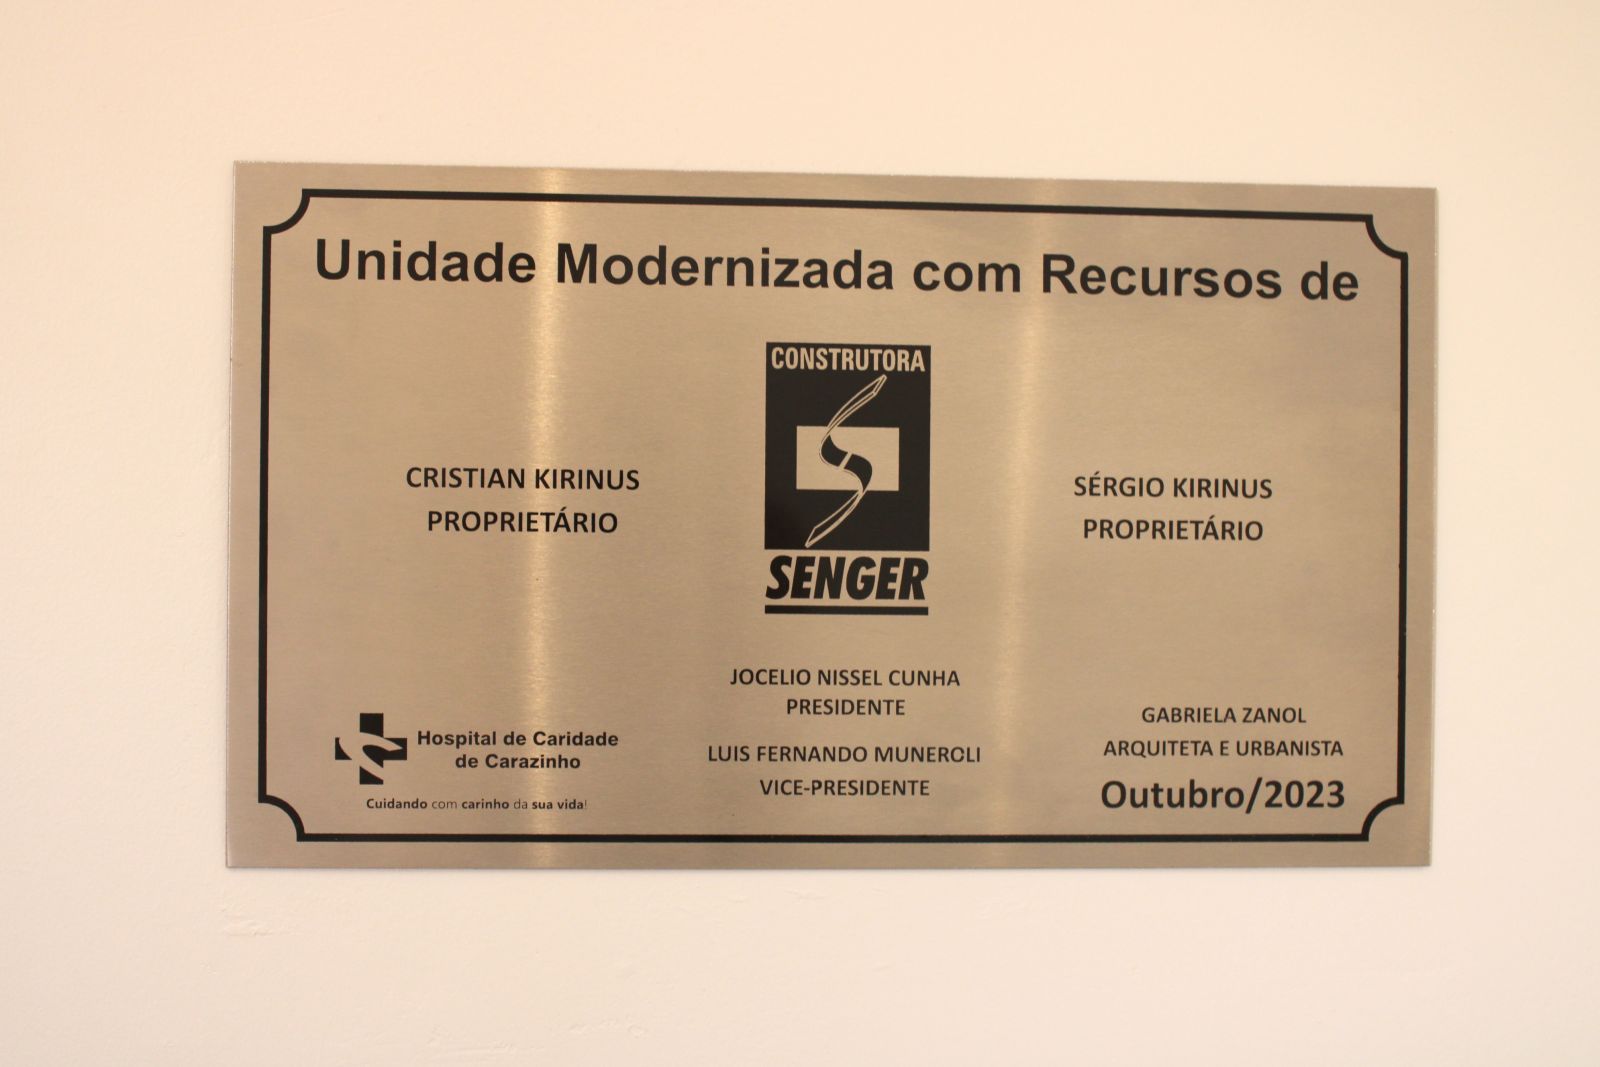 Unidade Modernizada com Recursos de
CONSTRUTORA
SENGER
CRISTIAN KIRINUS
PROPRIETÁRIO
SÉRGIO KIRINUS
PROPRIETÁRIO
JOCELIO NISSEL CUNHA
PRESIDENTE
LUIS FERNANDO MUNEROLI
VICE-PRESIDENTE
Hospital de Caridade
de Carazinho
Cuidando com carinho da sua vida!
GABRIELA ZANOL
ARQUITETA E URBANISTA
Outubro/2023